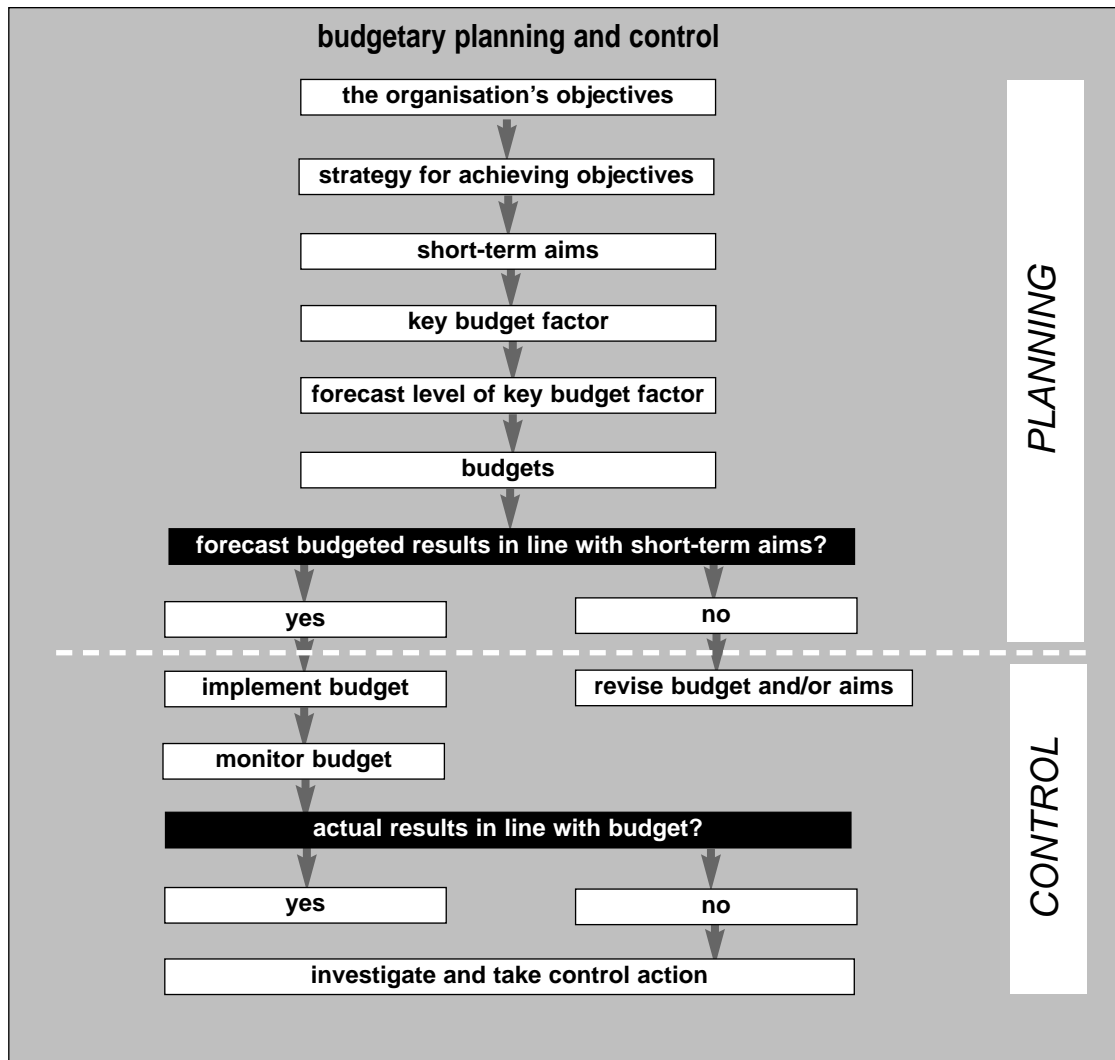 budgetary planning and control
the organisation's objectives
strategy for achieving objectives
short-term aims
key budget factor
forecast level of key budget factor
budgets
forecast budgeted results in line with short-term aims?
yes
no
PLANNING
implement budget
revise budget and/or aims
monitor budget
actual results in line with budget?
yes
no
investigate and take control action
CONTROL